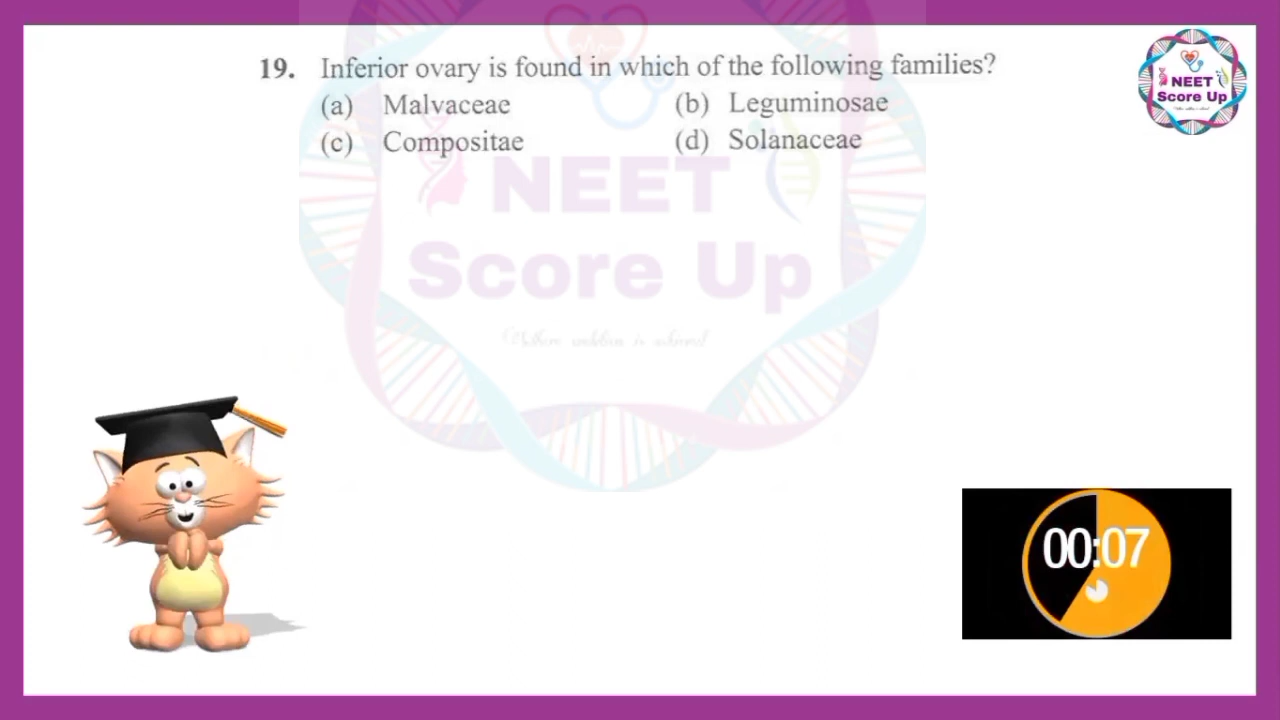 19. Inferior ovary is found in which of the following families?
(a) Malvaceae (b) Leguminosae
(c) Compositae (d) Solanaceae
NEET
Score Up
NEET
Score Up
00:07